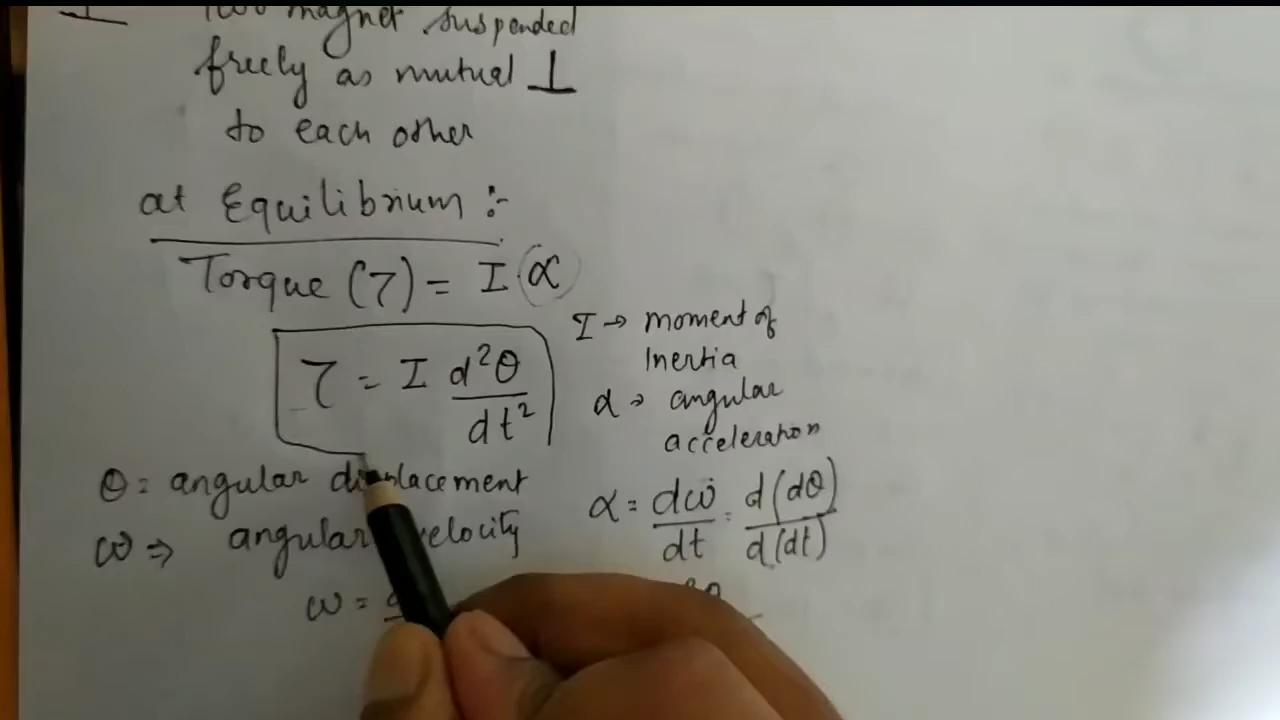 Two magnet suspended
freely as mutual ⊥
to each other
at Equilibrium :-
Torque (τ) = I α
τ = I d²θ/dt²
I → moment of
Inertia
α → angular
acceleration
θ = angular displacement
ω ⇒ angular velocity
α = dω/dt = d(dθ)/d(dt)
ω =